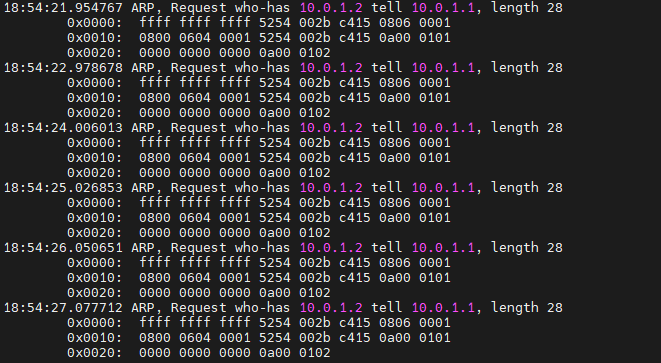 18:54:21.954767 ARP, Request who-has 10.0.1.2 tell 10.0.1.1, length 28
0x0000:  ffff ffff ffff 5254 002b c415 0806 0001
0x0010:  0800 0604 0001 5254 002b c415 0a00 0101
0x0020:  0000 0000 0000 0a00 0102
18:54:22.978678 ARP, Request who-has 10.0.1.2 tell 10.0.1.1, length 28
0x0000:  ffff ffff ffff 5254 002b c415 0806 0001
0x0010:  0800 0604 0001 5254 002b c415 0a00 0101
0x0020:  0000 0000 0000 0a00 0102
18:54:24.006013 ARP, Request who-has 10.0.1.2 tell 10.0.1.1, length 28
0x0000:  ffff ffff ffff 5254 002b c415 0806 0001
0x0010:  0800 0604 0001 5254 002b c415 0a00 0101
0x0020:  0000 0000 0000 0a00 0102
18:54:25.026853 ARP, Request who-has 10.0.1.2 tell 10.0.1.1, length 28
0x0000:  ffff ffff ffff 5254 002b c415 0806 0001
0x0010:  0800 0604 0001 5254 002b c415 0a00 0101
0x0020:  0000 0000 0000 0a00 0102
18:54:26.050651 ARP, Request who-has 10.0.1.2 tell 10.0.1.1, length 28
0x0000:  ffff ffff ffff 5254 002b c415 0806 0001
0x0010:  0800 0604 0001 5254 002b c415 0a00 0101
0x0020:  0000 0000 0000 0a00 0102
18:54:27.077712 ARP, Request who-has 10.0.1.2 tell 10.0.1.1, length 28
0x0000:  ffff ffff ffff 5254 002b c415 0806 0001
0x0010:  0800 0604 0001 5254 002b c415 0a00 0101
0x0020:  0000 0000 0000 0a00 0102